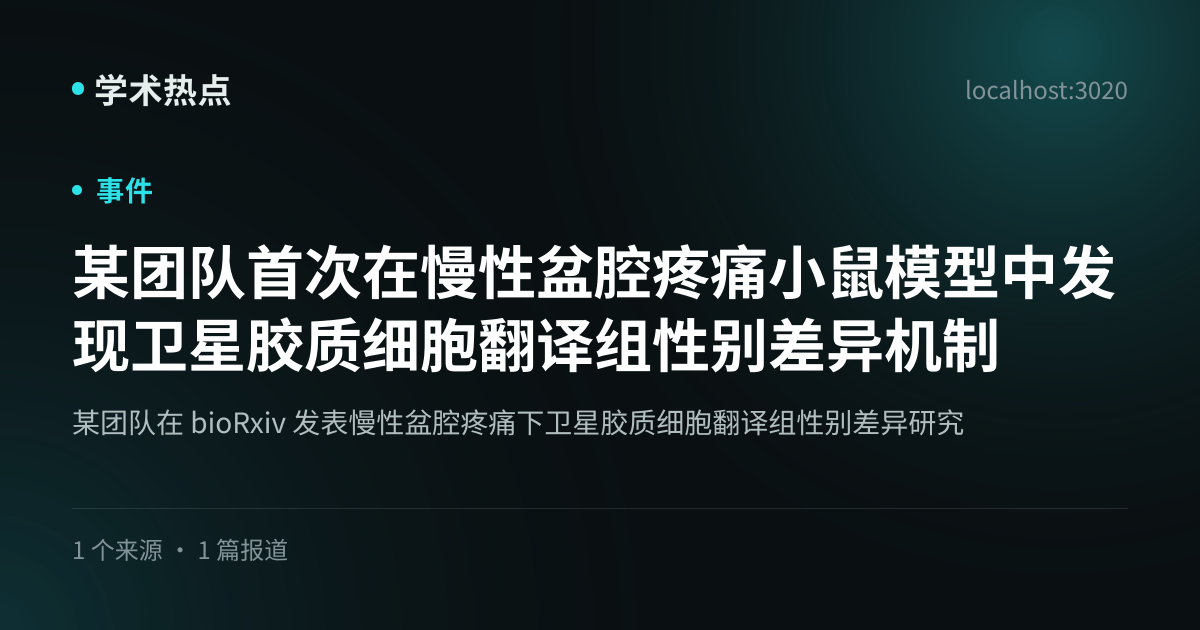 学术热点
localhost:3020
事件
某团队首次在慢性盆腔疼痛小鼠模型中发
现卫星胶质细胞翻译组性别差异机制
某团队在 bioRxiv 发表慢性盆腔疼痛下卫星胶质细胞翻译组性别差异研究
1 个来源 · 1 篇报道